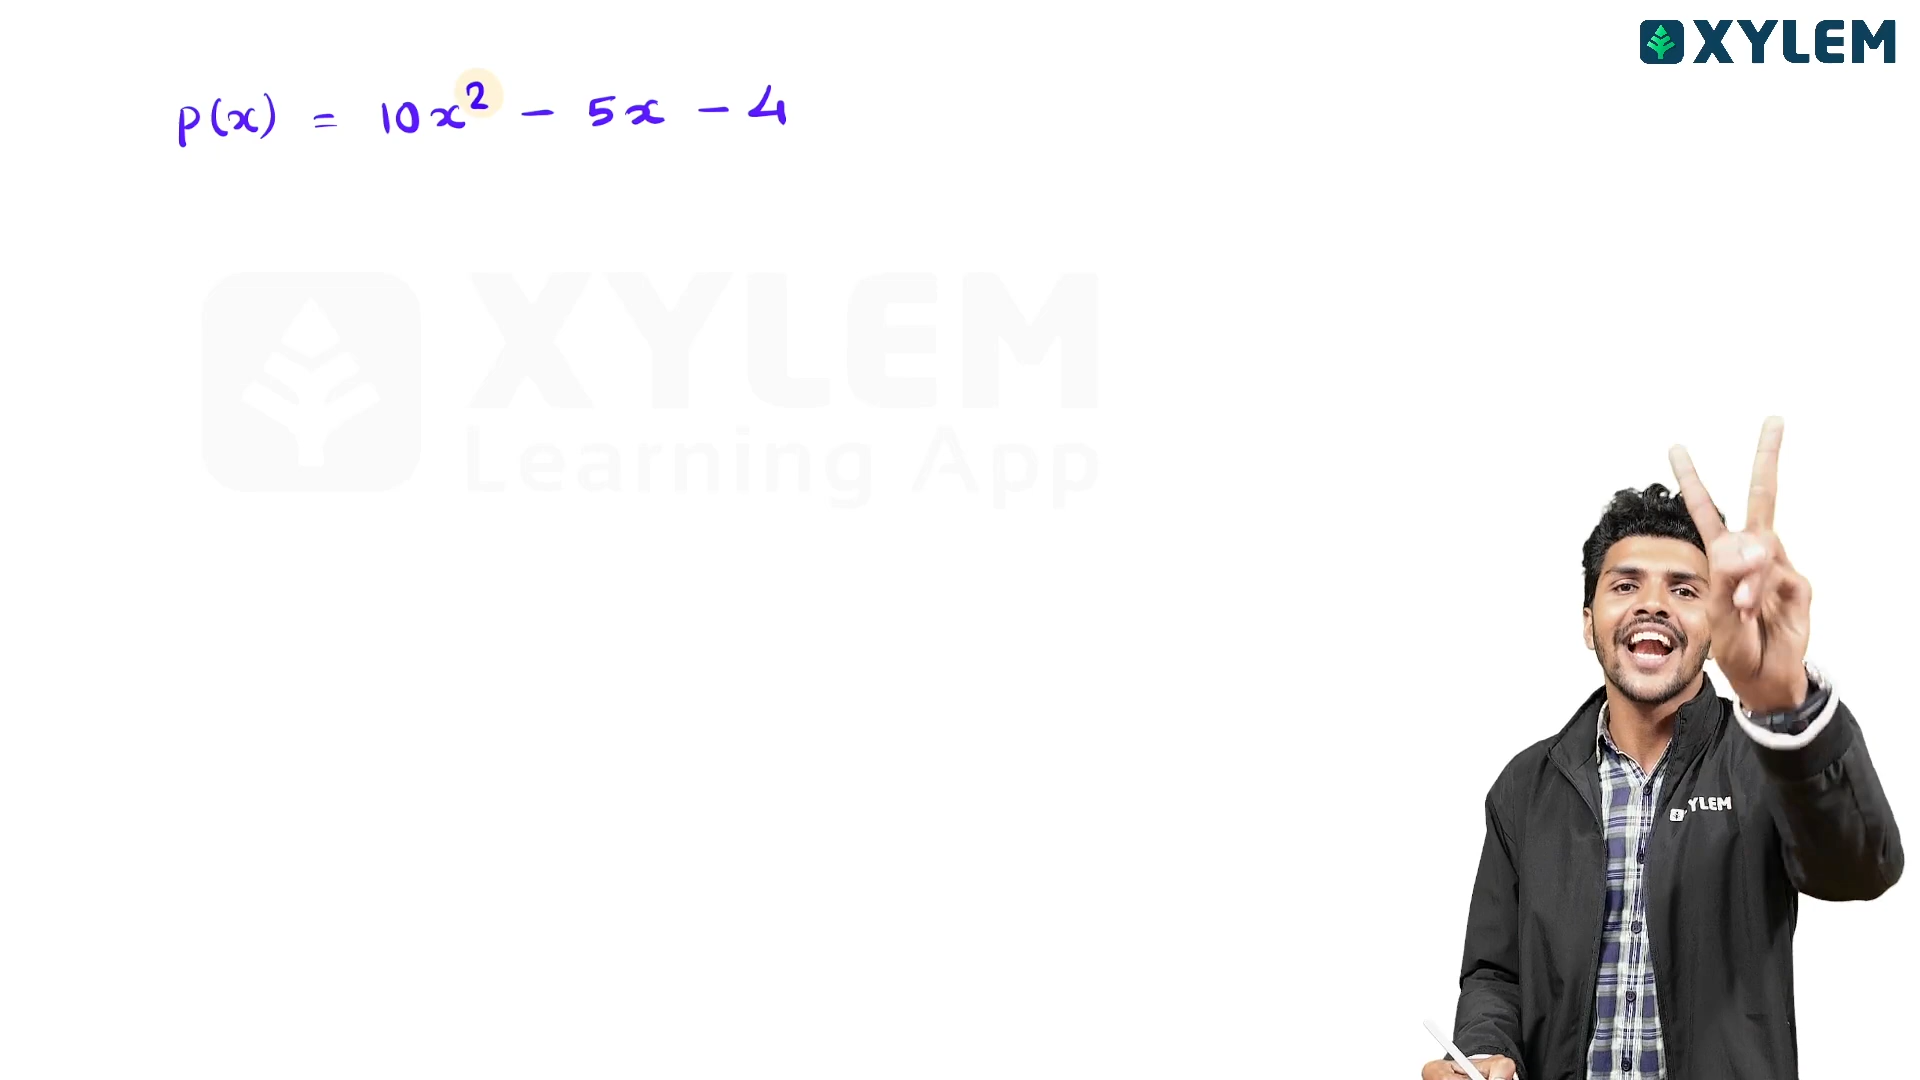 XYLEM
p(x) = 10x² - 5x - 4
XYLEM
Learning App
XYLEM